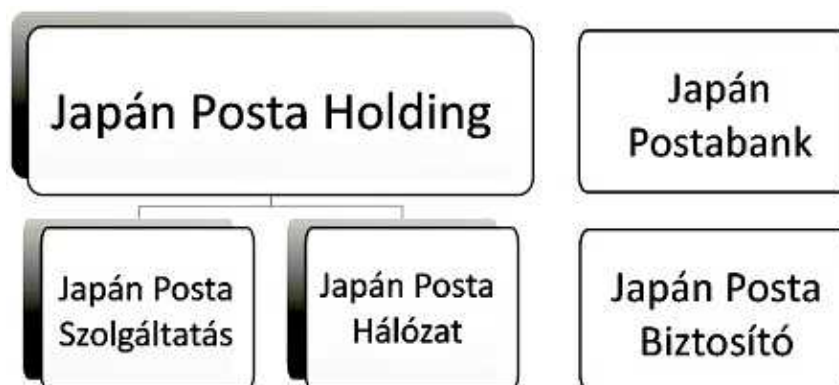 Japán Posta Holding
Japán
Postabank
Japán Posta
Szolgáltatás
Japán Posta
Hálózat
Japán Posta
Biztosító